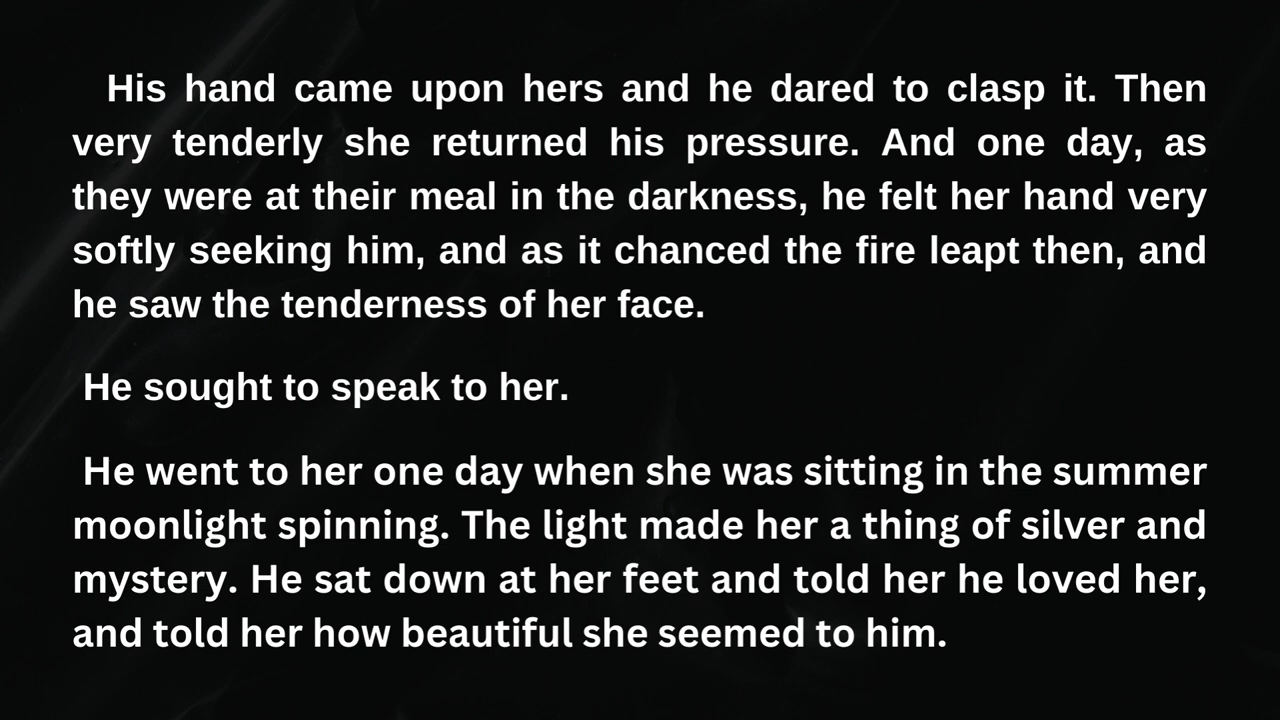 His hand came upon hers and he dared to clasp it. Then
very tenderly she returned his pressure. And one day, as
they were at their meal in the darkness, he felt her hand very
softly seeking him, and as it chanced the fire leapt then, and
he saw the tenderness of her face.
He sought to speak to her.
He went to her one day when she was sitting in the summer
moonlight spinning. The light made her a thing of silver and
mystery. He sat down at her feet and told her he loved her,
and told her how beautiful she seemed to him.